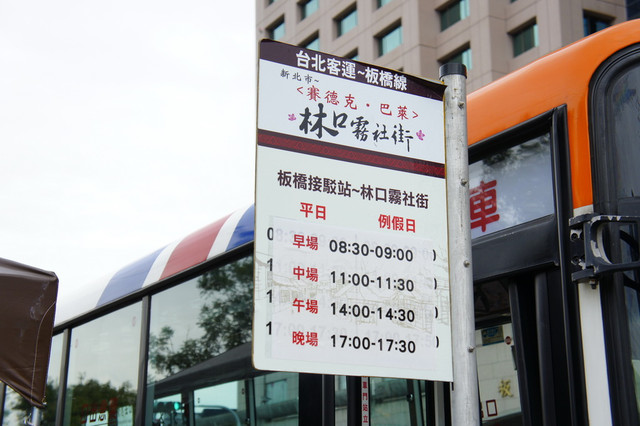 台北客運~板橋線
新北市~
<賽德克·巴萊>
林口霧社街
板橋接駁站~林口霧社街
平日 例假日
早場 08:30-09:00
中場 11:00-11:30
午場 14:00-14:30
晚場 17:00-17:30
車
板